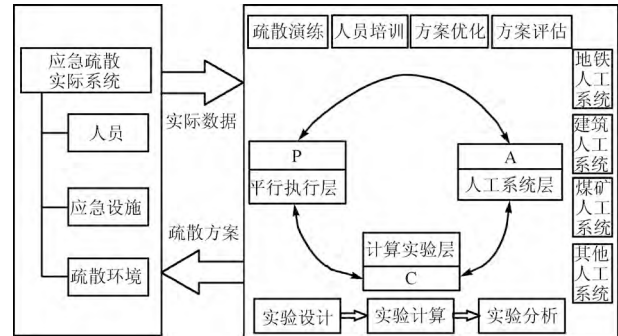 应急疏散
实际系统
人员
应急设施
疏散环境
实际数据
疏散方案
疏散演练
人员培训
方案优化
方案评估
P
平行执行层
A
人工系统层
计算实验层
C
实验设计
实验计算
实验分析
地铁
人工
系统
建筑
人工
系统
煤矿
人工
系统
其他
人工
系统